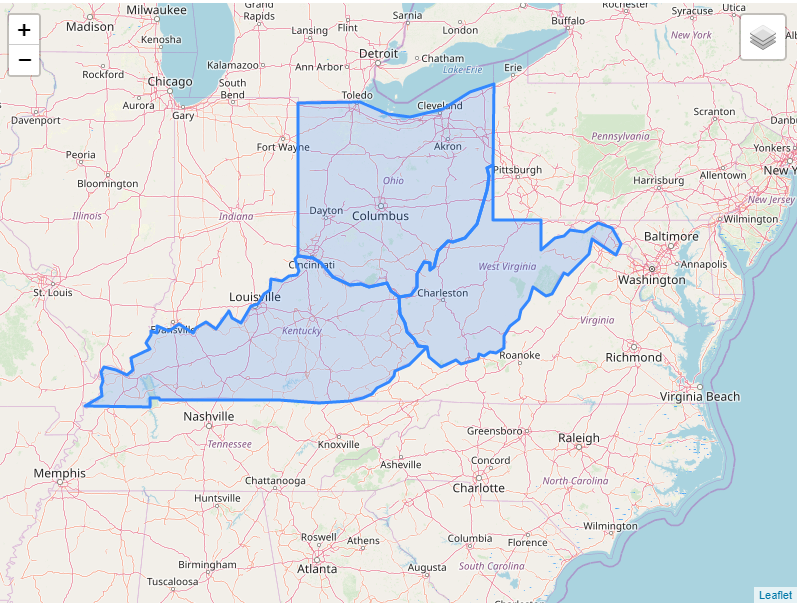 Milwaukee
Madison
Grand
Rapids
Rochester
Syracuse
Utica
+
−
Kenosha
Lansing
Flint
Sarnia
London
Buffalo
New York
Detroit
Chatham
Lake Erie
Erie
Rockford
Kalamazoo
Ann Arbor
Chicago
South
Bend
Toledo
Cleveland
Scranton
Aurora
Gary
Davenport
Danbu
Pennsylvania
Peoria
Fort Wayne
Akron
Yonkers
New Y
Pittsburgh
Harrisburg
Allentown
Bloomington
Ohio
New Jersey
Illinois
Indiana
Dayton
Columbus
Wilmington
Baltimore
Cincinnati
West Virginia
Annapolis
Washington
St. Louis
Louisville
Charleston
Evansville
Kentucky
Virginia
Roanoke
Richmond
Virginia Beach
Nashville
Tennessee
Knoxville
Greensboro
Raleigh
Memphis
Asheville
Concord
Chattanooga
Charlotte
North Carolina
Huntsville
Wilmington
Roswell
Athens
Columbia
Florence
Birmingham
Atlanta
Augusta
South Carolina
Tuscaloosa
Leaflet